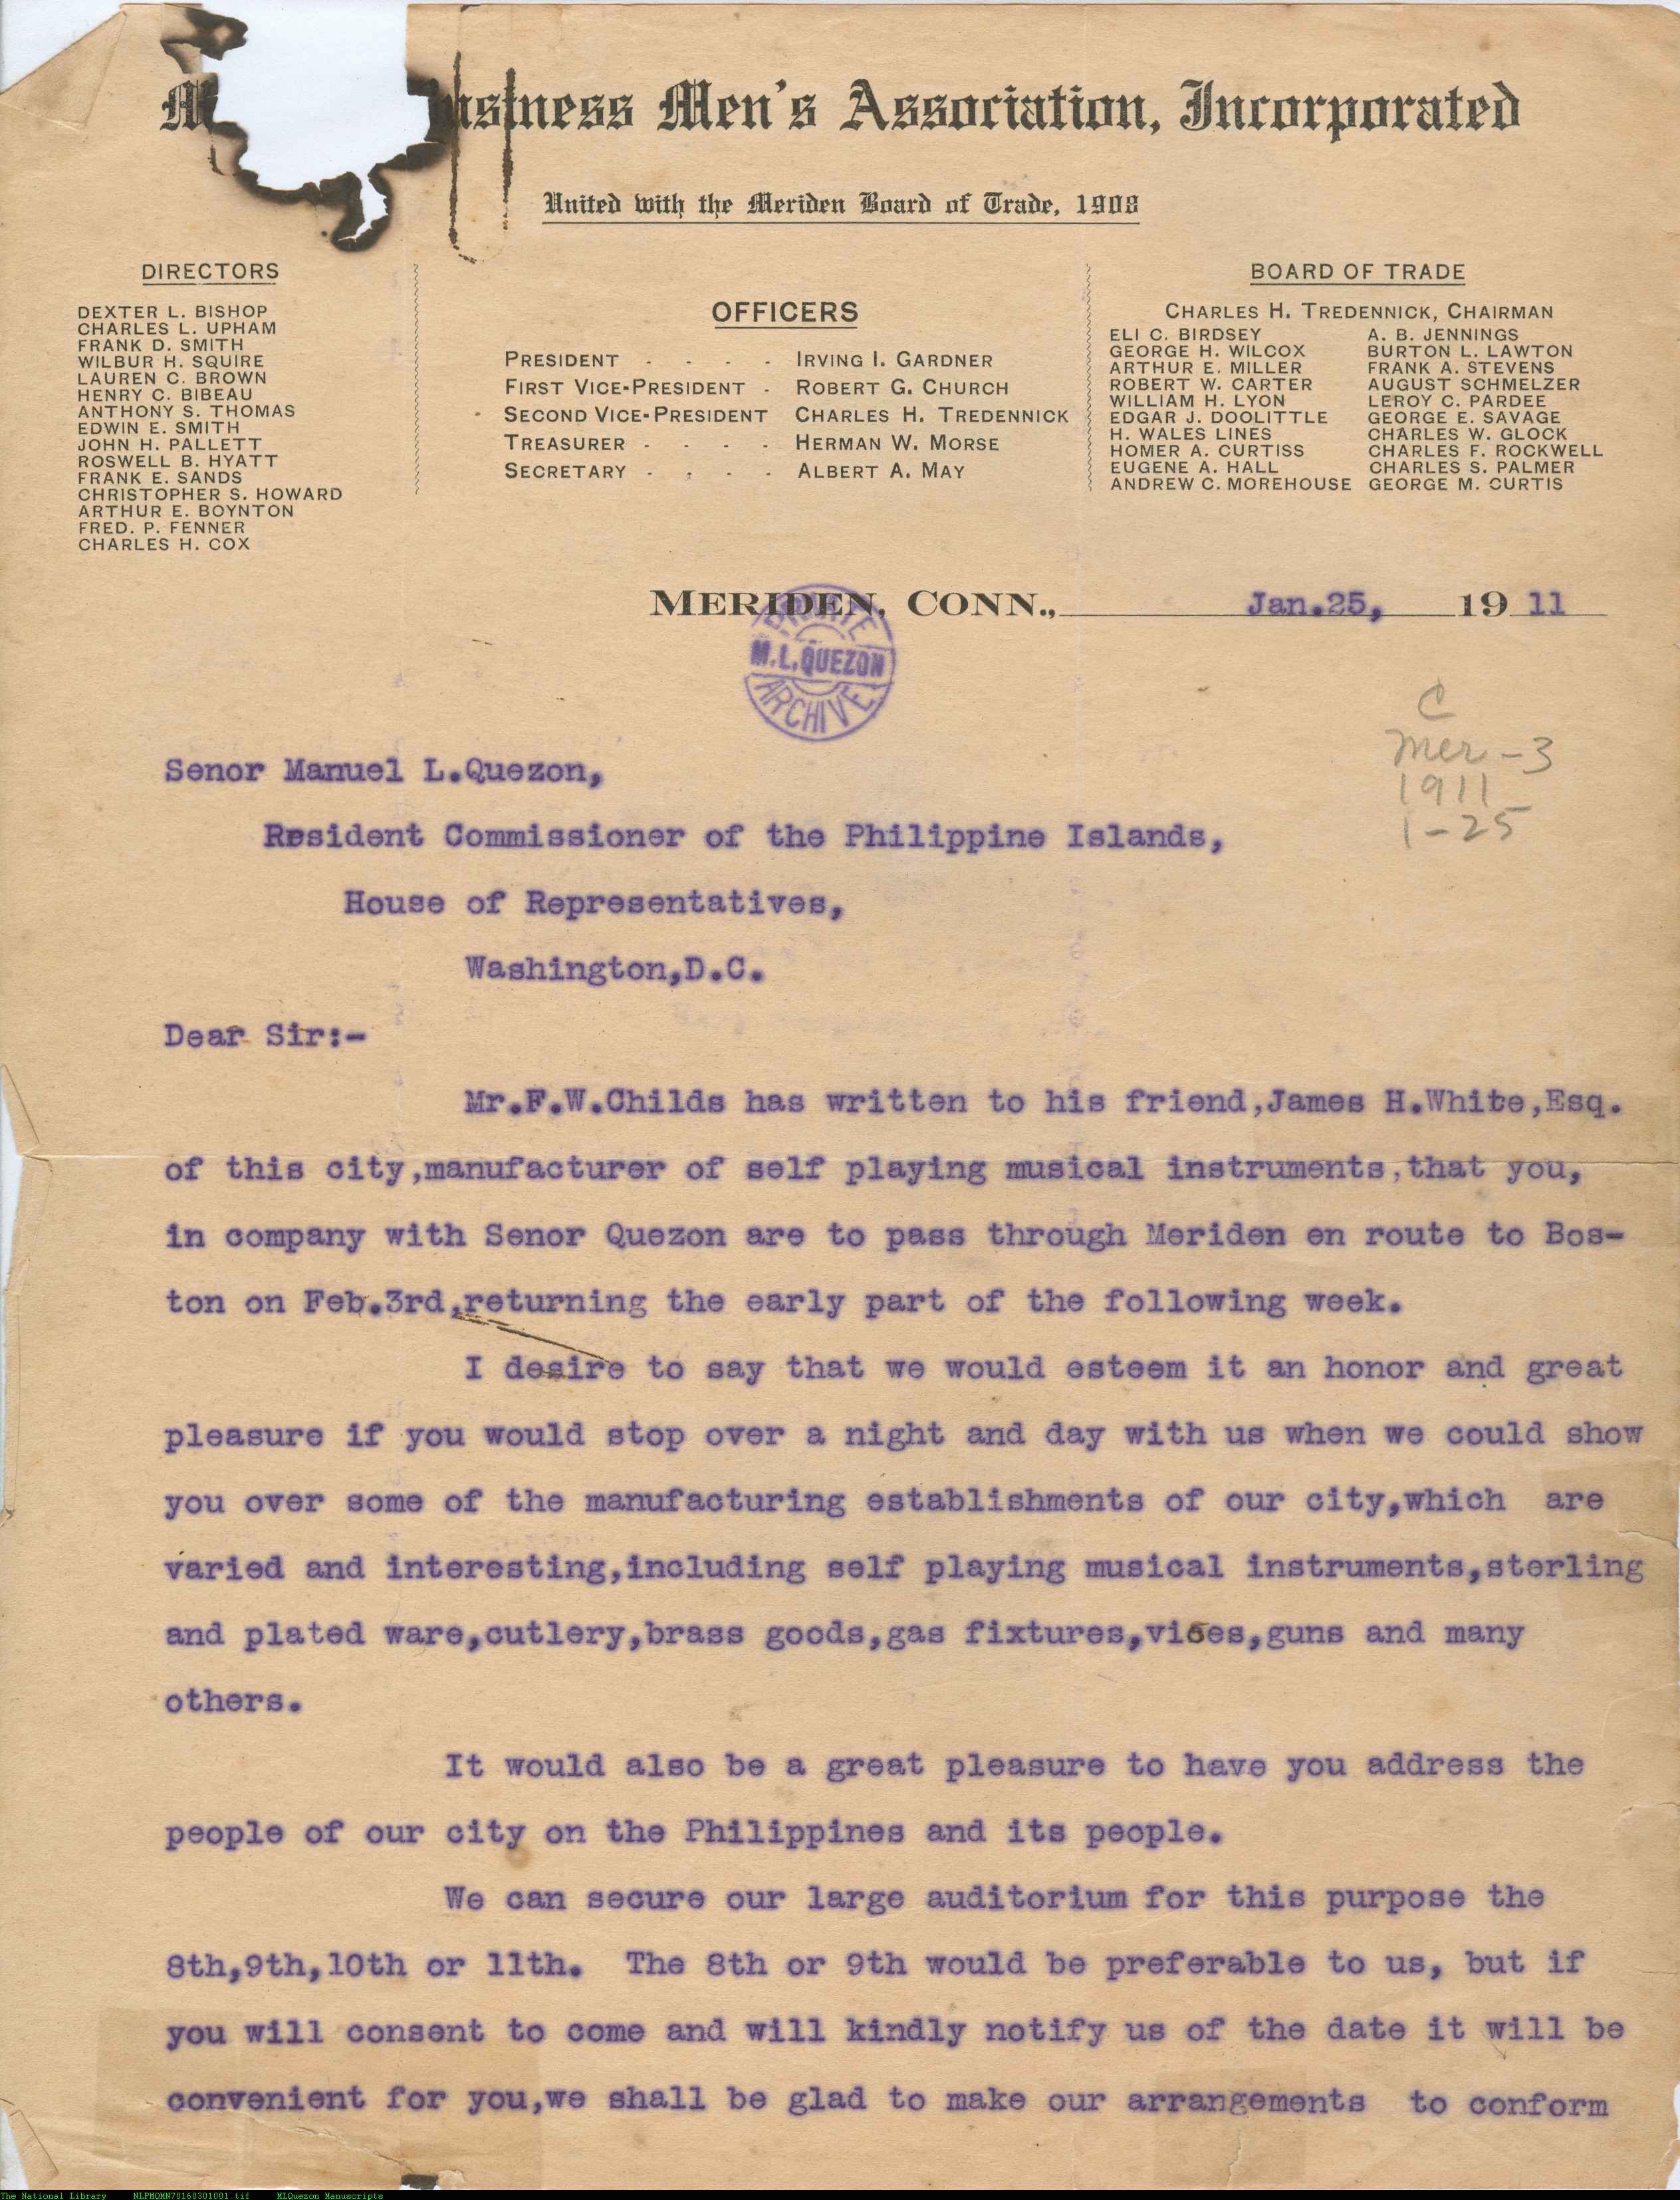 usiness Men's Association, Incorporated
United with the Meriden Board of Trade, 1908
DIRECTORS
DEXTER L. BISHOP
CHARLES L. UPHAM
FRANK D. SMITH
WILBUR H. SQUIRE
LAUREN C. BROWN
HENRY C. BIBEAU
ANTHONY S. THOMAS
EDWIN E. SMITH
JOHN H. PALLETT
ROSWELL B. HYATT
FRANK E. SANDS
CHRISTOPHER S. HOWARD
ARTHUR E. BOYNTON
FRED. P. FENNER
CHARLES H. COX
OFFICERS
PRESIDENT - - - - IRVING I. GARDNER
FIRST VICE-PRESIDENT - ROBERT G. CHURCH
SECOND VICE-PRESIDENT CHARLES H. TREDENNICK
TREASURER - - - - HERMAN W. MORSE
SECRETARY - - - - ALBERT A. MAY
BOARD OF TRADE
CHARLES H. TREDENNICK, CHAIRMAN
ELI C. BIRDSEY A. B. JENNINGS
GEORGE H. WILCOX BURTON L. LAWTON
ARTHUR E. MILLER FRANK A. STEVENS
ROBERT W. CARTER AUGUST SCHMELZER
WILLIAM H. LYON LEROY C. PARDEE
EDGAR J. DOOLITTLE GEORGE E. SAVAGE
H. WALES LINES CHARLES W. GLOCK
HOMER A. CURTISS CHARLES F. ROCKWELL
EUGENE A. HALL CHARLES S. PALMER
ANDREW C. MOREHOUSE GEORGE M. CURTIS
MERIDEN, CONN., Jan.25, 19 11
M.L.QUEZON
ARCHIVE
C
Mer-3
1911
1-25
Senor Manuel L.Quezon,
Resident Commissioner of the Philippine Islands,
House of Representatives,
Washington,D.C.
Dear Sir:-
Mr.F.W.Childs has written to his friend,James H.White,Esq.
of this city,manufacturer of self playing musical instruments,that you,
in company with Senor Quezon are to pass through Meriden en route to Bos-
ton on Feb.3rd,returning the early part of the following week.
I desire to say that we would esteem it an honor and great
pleasure if you would stop over a night and day with us when we could show
you over some of the manufacturing establishments of our city,which are
varied and interesting,including self playing musical instruments,sterling
and plated ware,cutlery,brass goods,gas fixtures,vises,guns and many
others.
It would also be a great pleasure to have you address the
people of our city on the Philippines and its people.
We can secure our large auditorium for this purpose the
8th,9th,10th or 11th. The 8th or 9th would be preferable to us, but if
you will consent to come and will kindly notify us of the date it will be
convenient for you,we shall be glad to make our arrangements to conform
The National Library NLPMQMN70160301001.tif MLQuezon Manuscripts